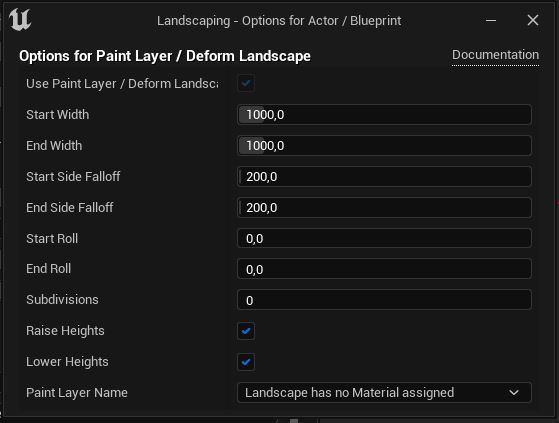 Landscaping - Options for Actor / Blueprint
Options for Paint Layer / Deform Landscape
Documentation
Use Paint Layer / Deform Landsca
Start Width
1000,0
End Width
1000,0
Start Side Falloff
200,0
End Side Falloff
200,0
Start Roll
0,0
End Roll
0,0
Subdivisions
0
Raise Heights
Lower Heights
Paint Layer Name
Landscape has no Material assigned